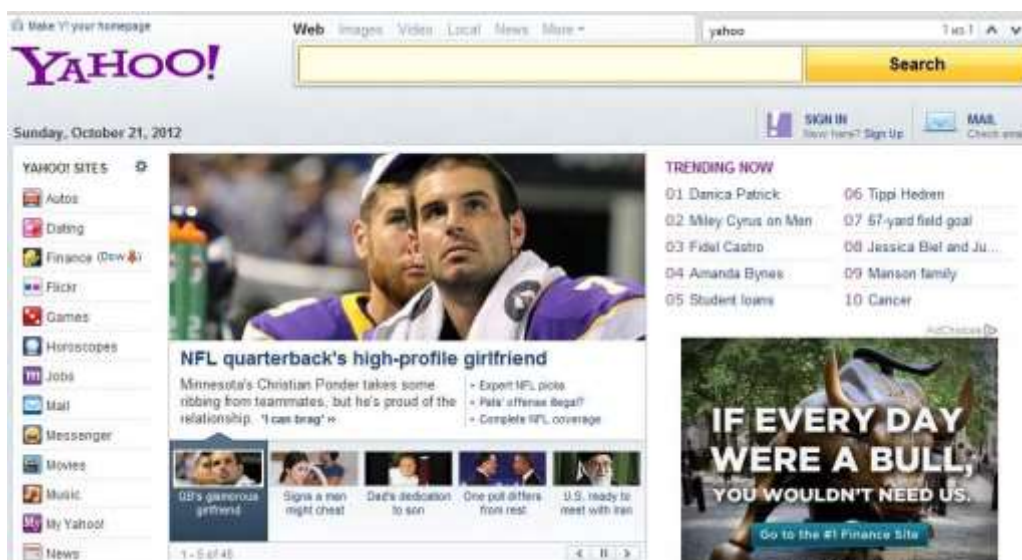 Make Y! your homepage
Web Images Video Local News More
yahoo
1 из 1
YAHOO!
Search
Sunday, October 21, 2012
SIGN IN
New here? Sign Up
MAIL
Check
YAHOO! SITES
Autos
Dating
Finance (Dow)
Flickr
Games
Horoscopes
Jobs
Mail
Messenger
Movies
Music
My Yahoo!
News
NFL quarterback's high-profile girlfriend
Minnesota's Christian Ponder takes some
ribbing from teammates, but he's proud of the
relationship. "I can brag" »
Expert NFL picks
Pats' offense illegal?
Complete NFL coverage
QB's glamorous
girlfriend
Signs a man
might cheat
Dad's dedication
to son
One poll differs
from rest
U.S. ready to
meet with Iran
1 - 5 of 45
TRENDING NOW
01 Danica Patrick
02 Miley Cyrus on Men
03 Fidel Castro
04 Amanda Bynes
05 Student loans
06 Tippi Hedren
07 67-yard field goal
08 Jessica Biel and Ju...
09 Manson family
10 Cancer
AdChoices
IF EVERY DAY
WERE A BULL,
YOU WOULDN'T NEED US.
Go to the #1 Finance Site